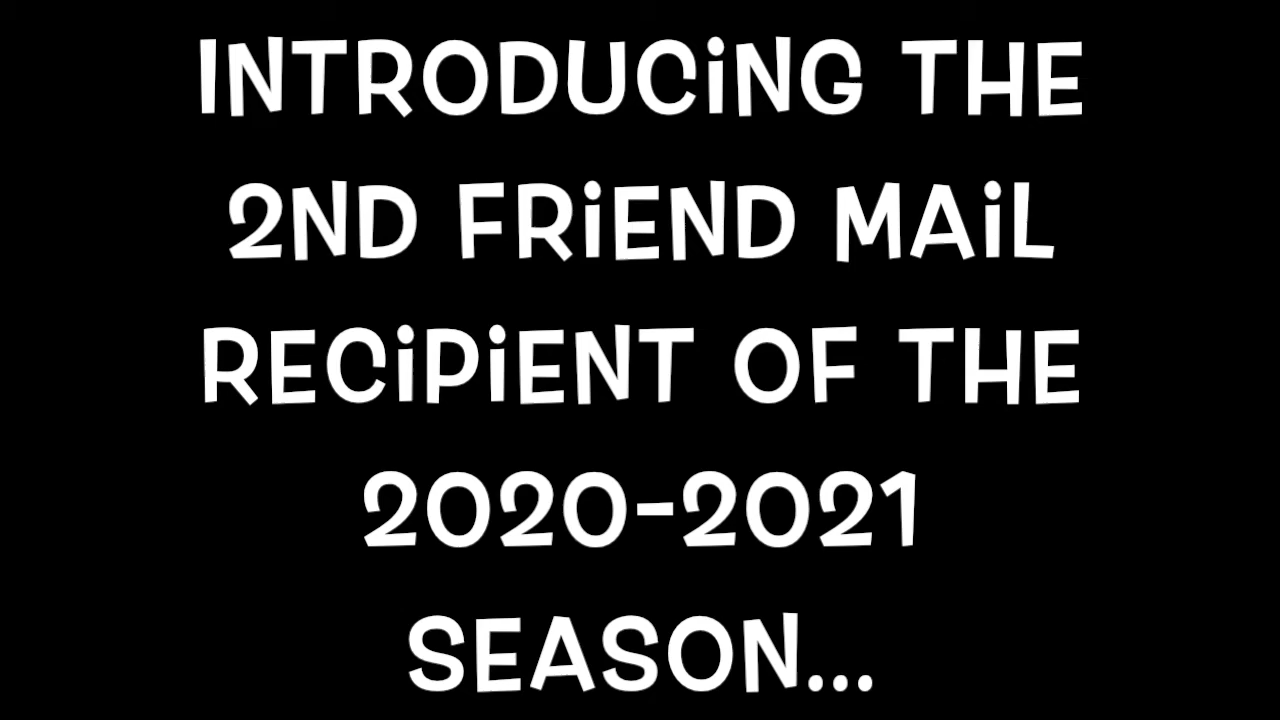 INTRODUCiNG THE
2ND FRiEND MAiL
RECiPiENT OF THE
2020-2021
SEASON...